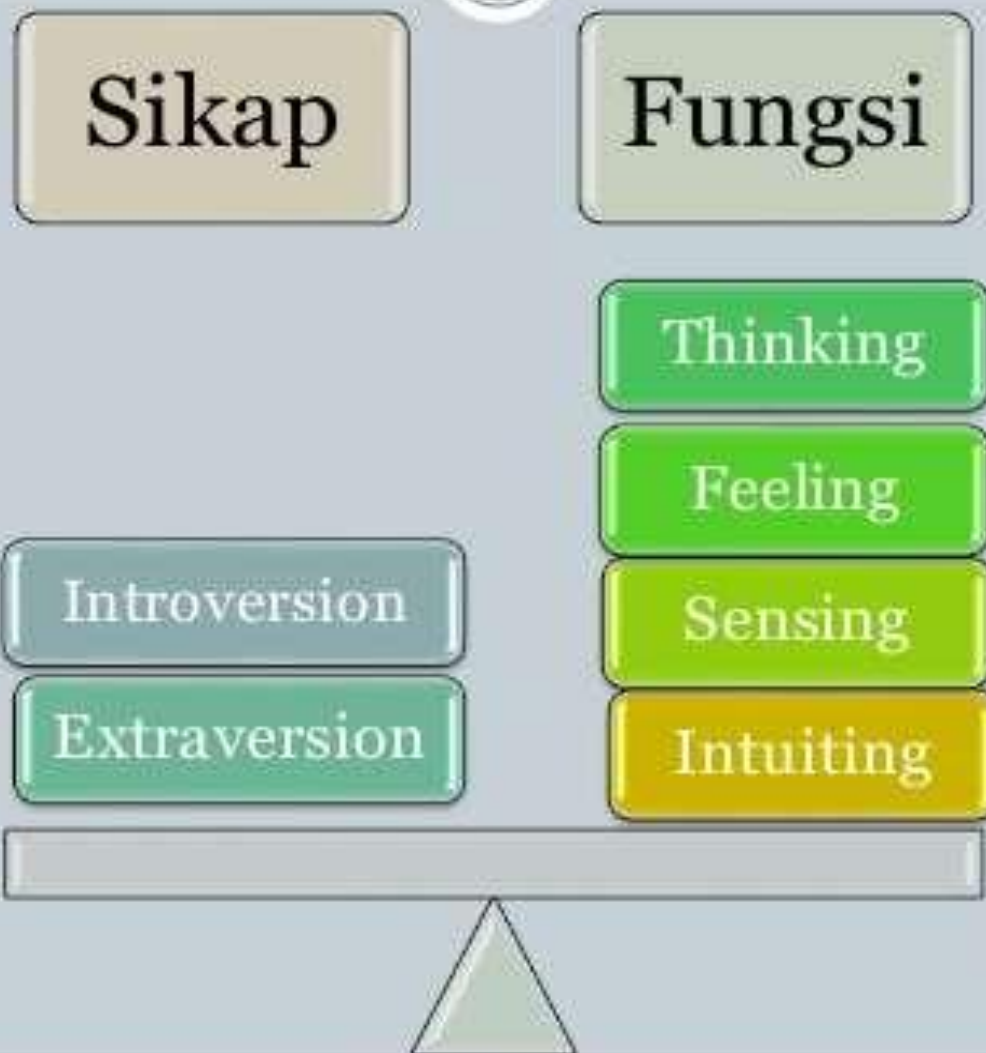 Sikap
Fungsi
Introversion
Extraversion
Thinking
Feeling
Sensing
Intuiting